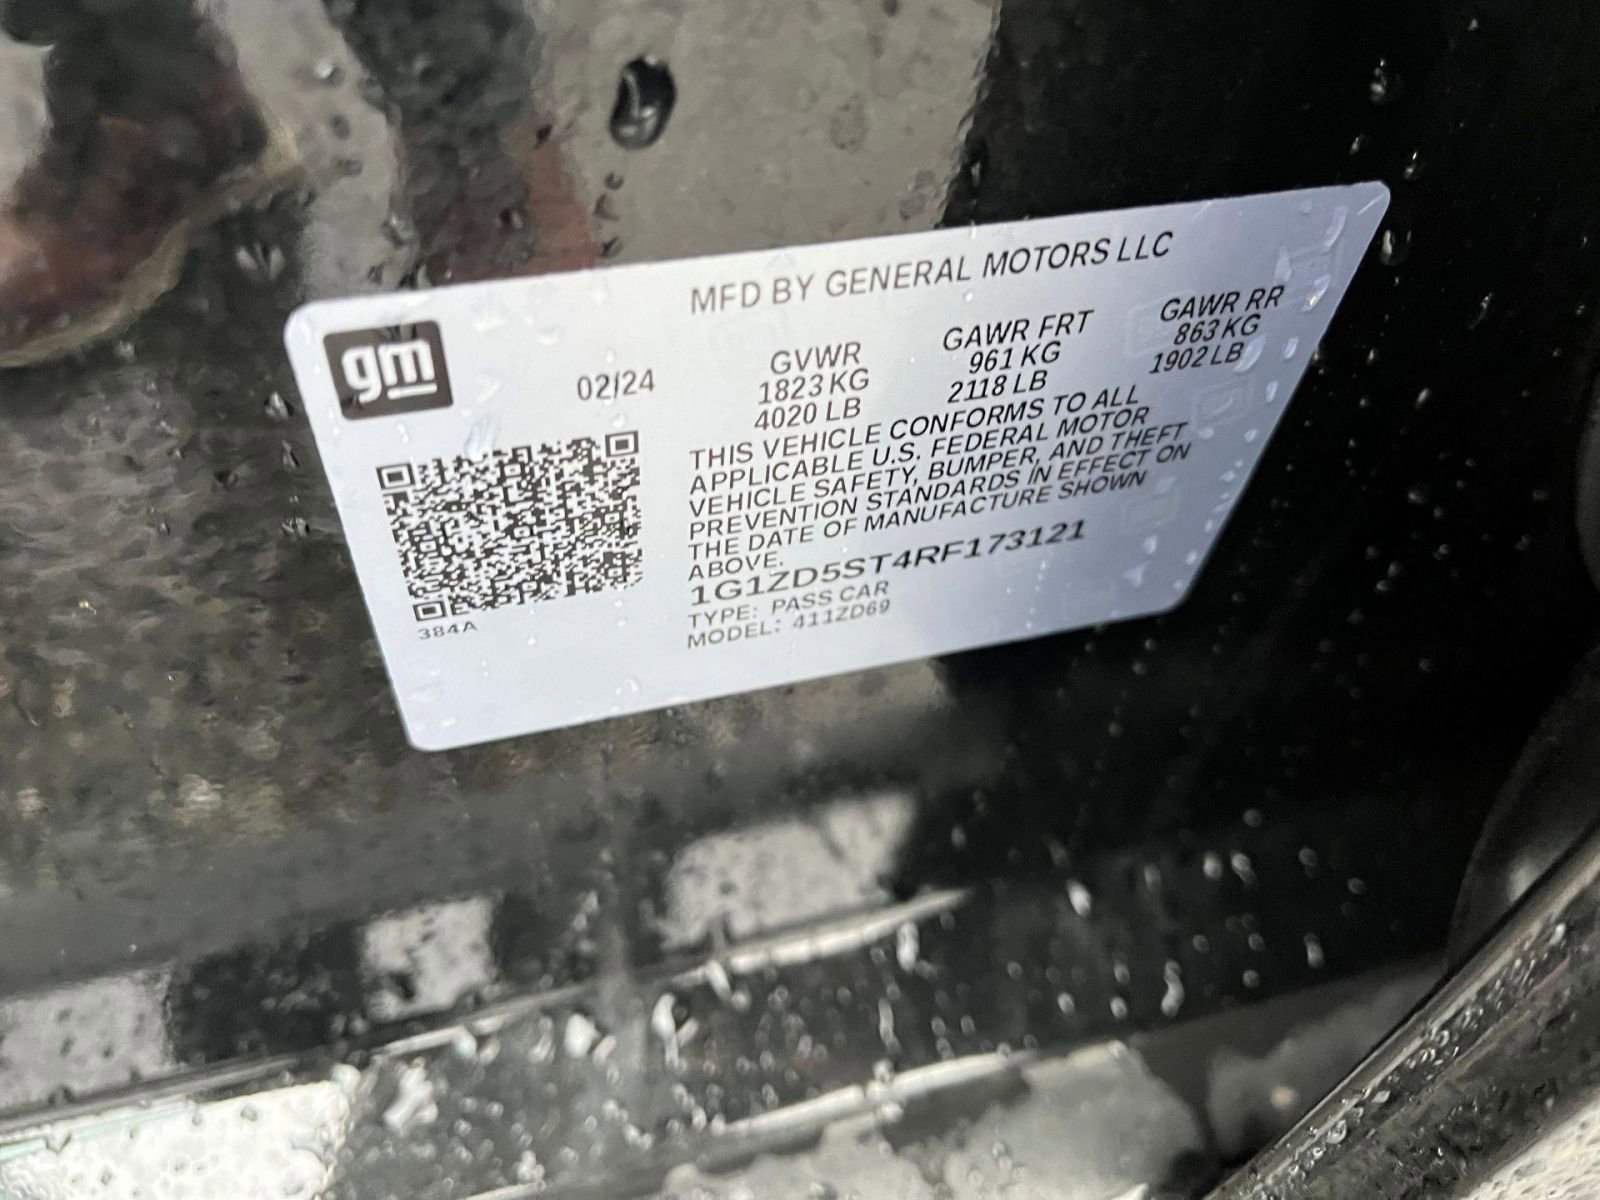 MFD BY GENERAL MOTORS LLC
gm
02/24
GVWR
1823 KG
4020 LB
GAWR FRT
961 KG
2118 LB
GAWR RR
863 KG
1902 LB
THIS VEHICLE CONFORMS TO ALL
APPLICABLE U.S. FEDERAL MOTOR
VEHICLE SAFETY, BUMPER, AND THEFT
PREVENTION STANDARDS IN EFFECT ON
THE DATE OF MANUFACTURE SHOWN
ABOVE.
1G1ZD5ST4RF173121
TYPE: PASS CAR
MODEL: 411ZD69
384A